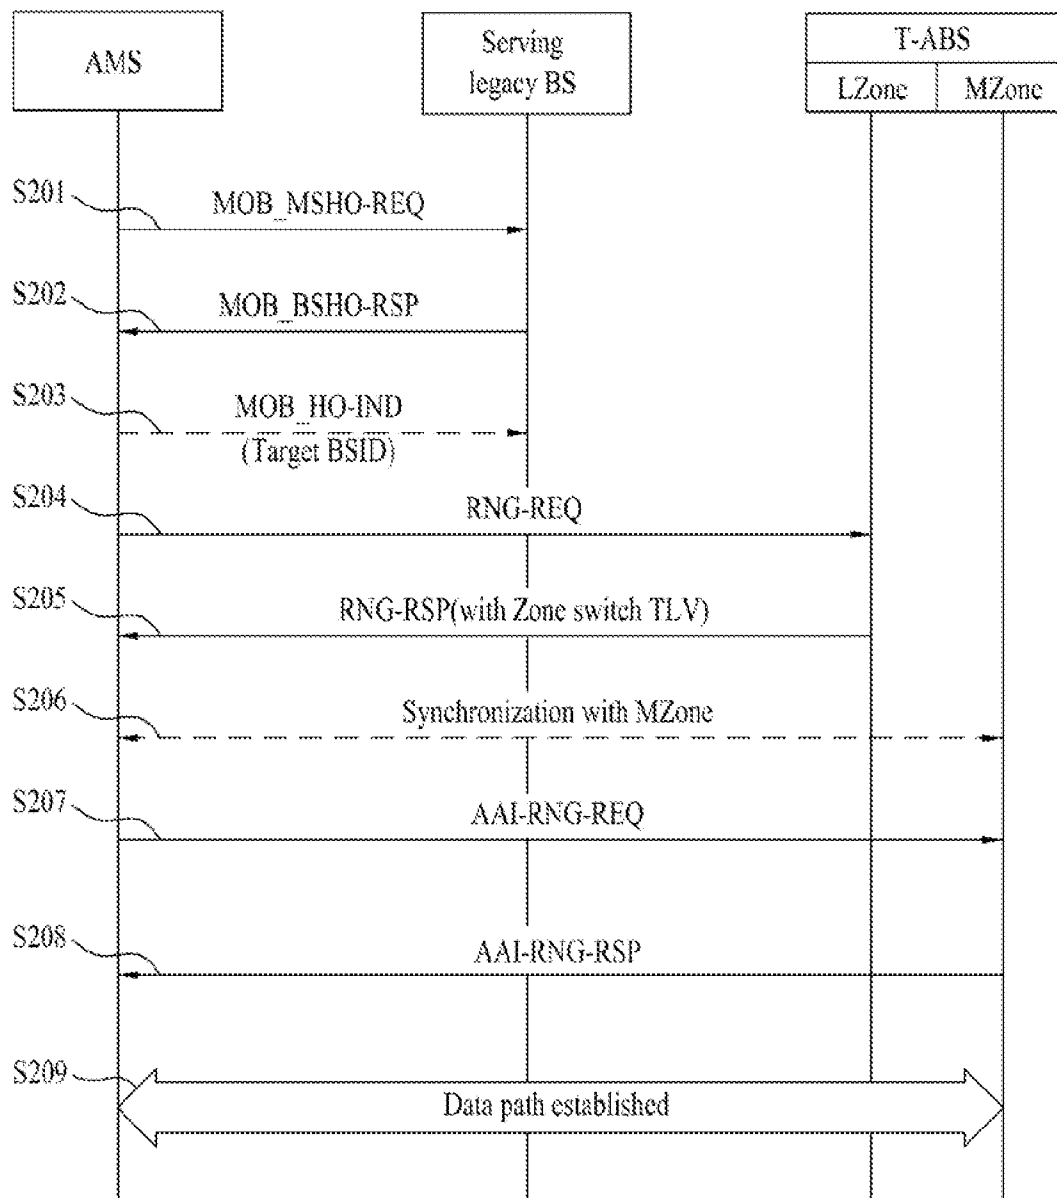 AMS
Serving
legacy BS
T-ABS
LZone
MZone
S201
MOB_MSHO-REQ
S202
MOB_BSHO-RSP
S203
MOB_HO-IND
(Target BSID)
S204
RNG-REQ
S205
RNG-RSP(with Zone switch TLV)
S206
Synchronization with MZone
S207
AAI-RNG-REQ
S208
AAI-RNG-RSP
S209
Data path established